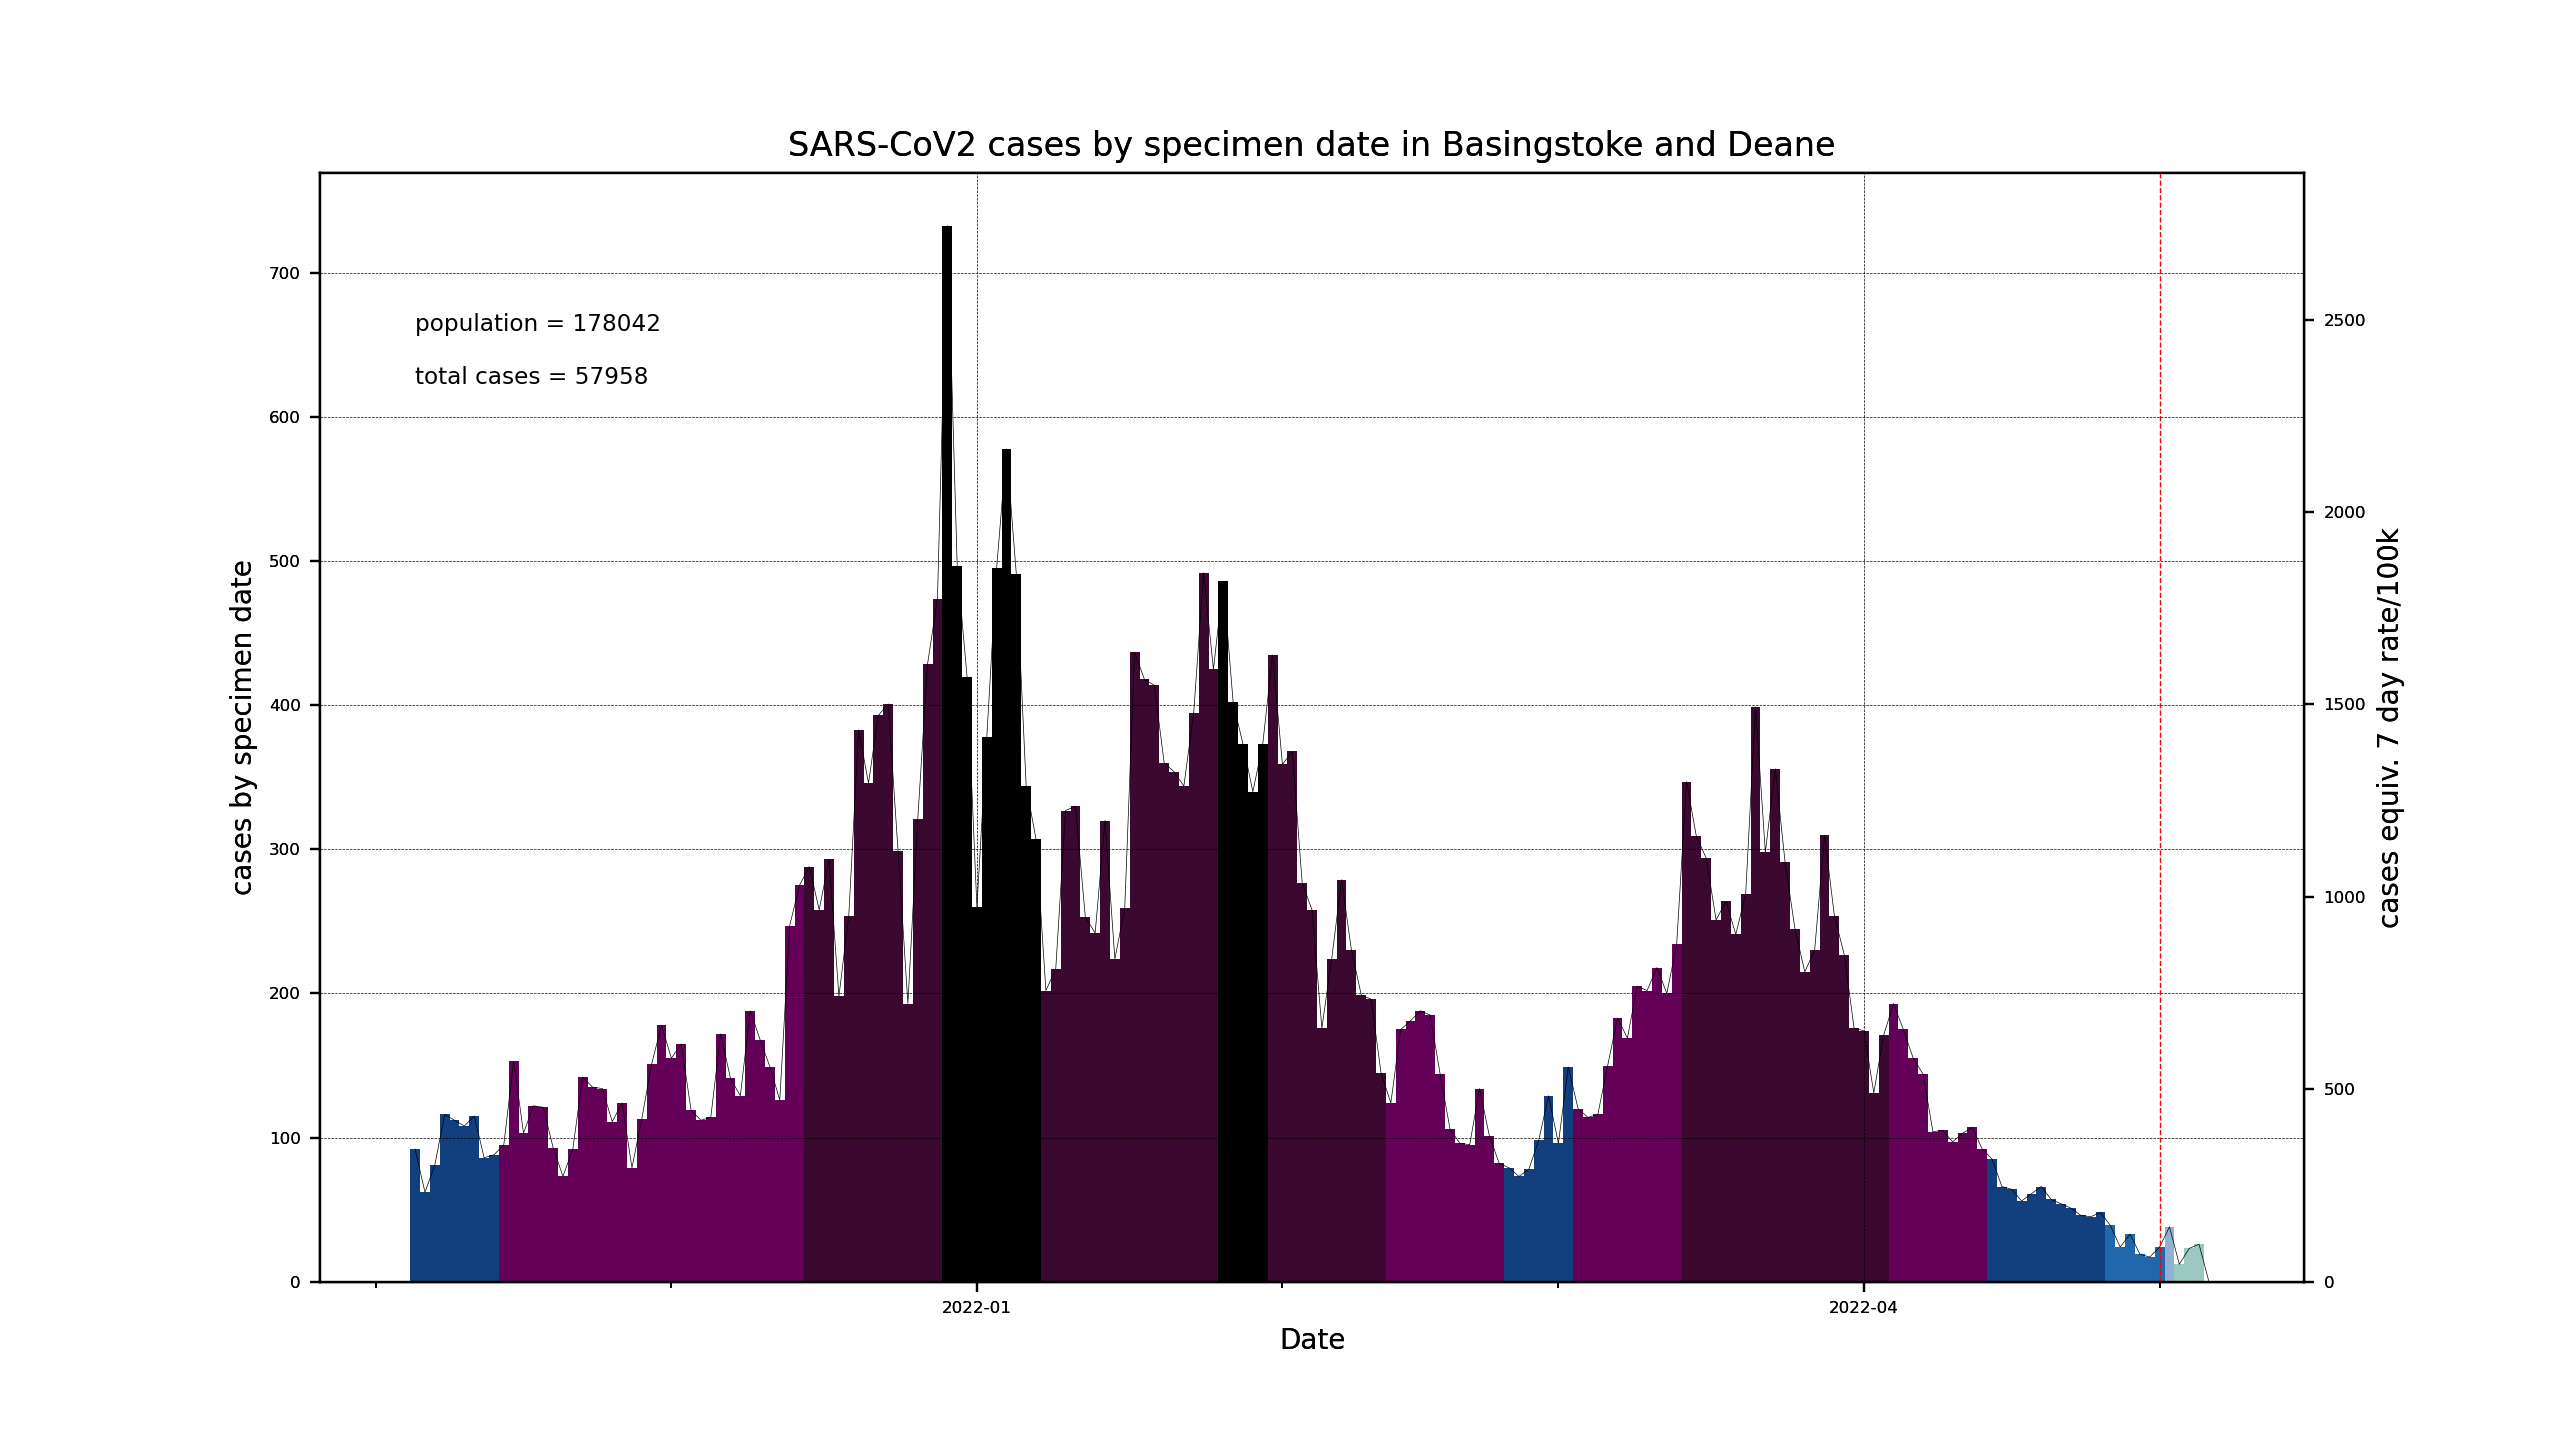 SARS-CoV2 cases by specimen date in Basingstoke and Deane
population = 178042
total cases = 57958
cases by specimen date
700
600
500
400
300
200
100
0
2500
2000
1500
1000
500
0
cases equiv. 7 day rate/100k
2022-01
2022-04
Date